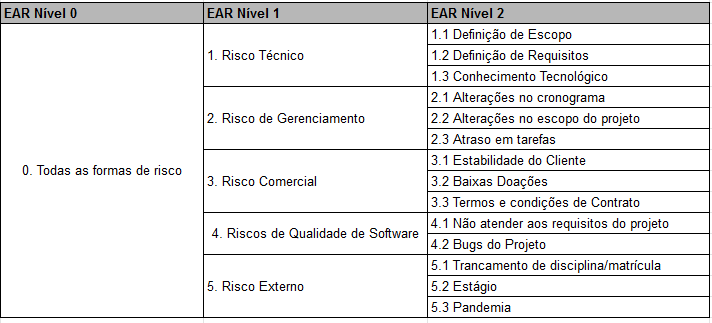 EAR Nível 0 EAR Nível 1 EAR Nível 2
0. Todas as formas de risco
1. Risco Técnico
1.1 Definição de Escopo
1.2 Definição de Requisitos
1.3 Conhecimento Tecnológico
2. Risco de Gerenciamento
2.1 Alterações no cronograma
2.2 Alterações no escopo do projeto
2.3 Atraso em tarefas
3. Risco Comercial
3.1 Estabilidade do Cliente
3.2 Baixas Doações
3.3 Termos e condições de Contrato
4. Riscos de Qualidade de Software
4.1 Não atender aos requisitos do projeto
4.2 Bugs do Projeto
5. Risco Externo
5.1 Trancamento de disciplina/matrícula
5.2 Estágio
5.3 Pandemia